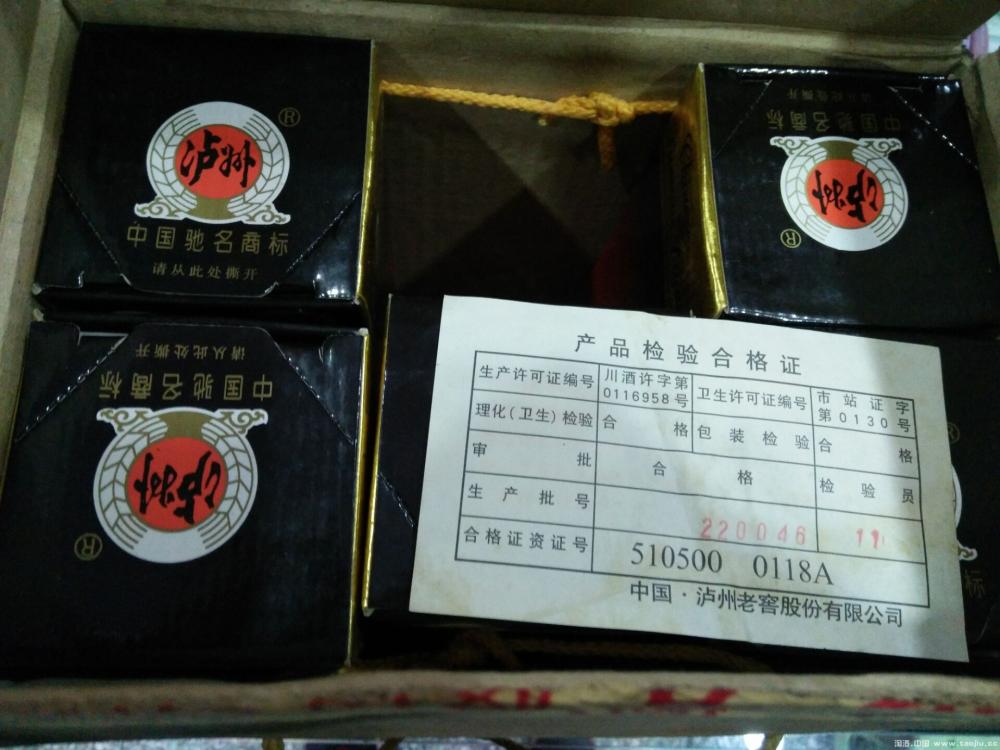 泸州
®
中国驰名商标
请从此处撕开
请从此处撕开
中国驰名商标
泸州
®
请从此处撕开
中国驰名商标
泸州
®
产品检验合格证
生产许可证编号 川酒许字第0116958号 卫生许可证编号 市站证字第0130号
理化(卫生)检验 合格 包装检验 合格
审批 合格 检验员
生产批号 220046 11
合格证资证号 510500 0118A
中国·泸州老窖股份有限公司
标
淘酒.中国 www.taojiu.cc